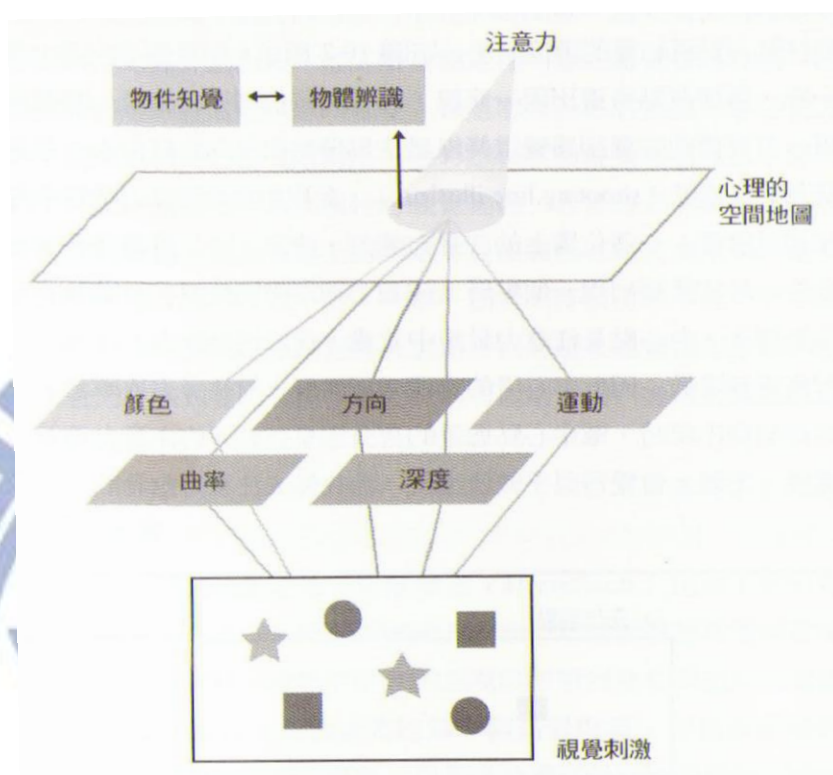 注意力
物件知覺
物體辨識
心理的
空間地圖
顏色
方向
運動
曲率
深度
視覺刺激